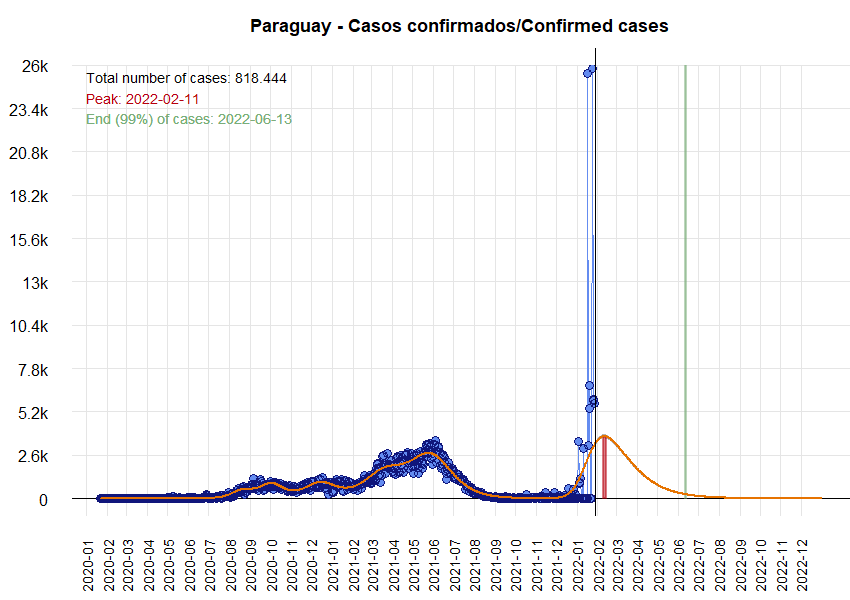 Paraguay - Casos confirmados/Confirmed cases
26k
23.4k
20.8k
18.2k
15.6k
13k
10.4k
7.8k
5.2k
2.6k
0
Total number of cases: 818.444
Peak: 2022-02-11
End (99%) of cases: 2022-06-13
2020-01
2020-02
2020-03
2020-04
2020-05
2020-06
2020-07
2020-08
2020-09
2020-10
2020-11
2020-12
2021-01
2021-02
2021-03
2021-04
2021-05
2021-06
2021-07
2021-08
2021-09
2021-10
2021-11
2021-12
2022-01
2022-02
2022-03
2022-04
2022-05
2022-06
2022-07
2022-08
2022-09
2022-10
2022-11
2022-12